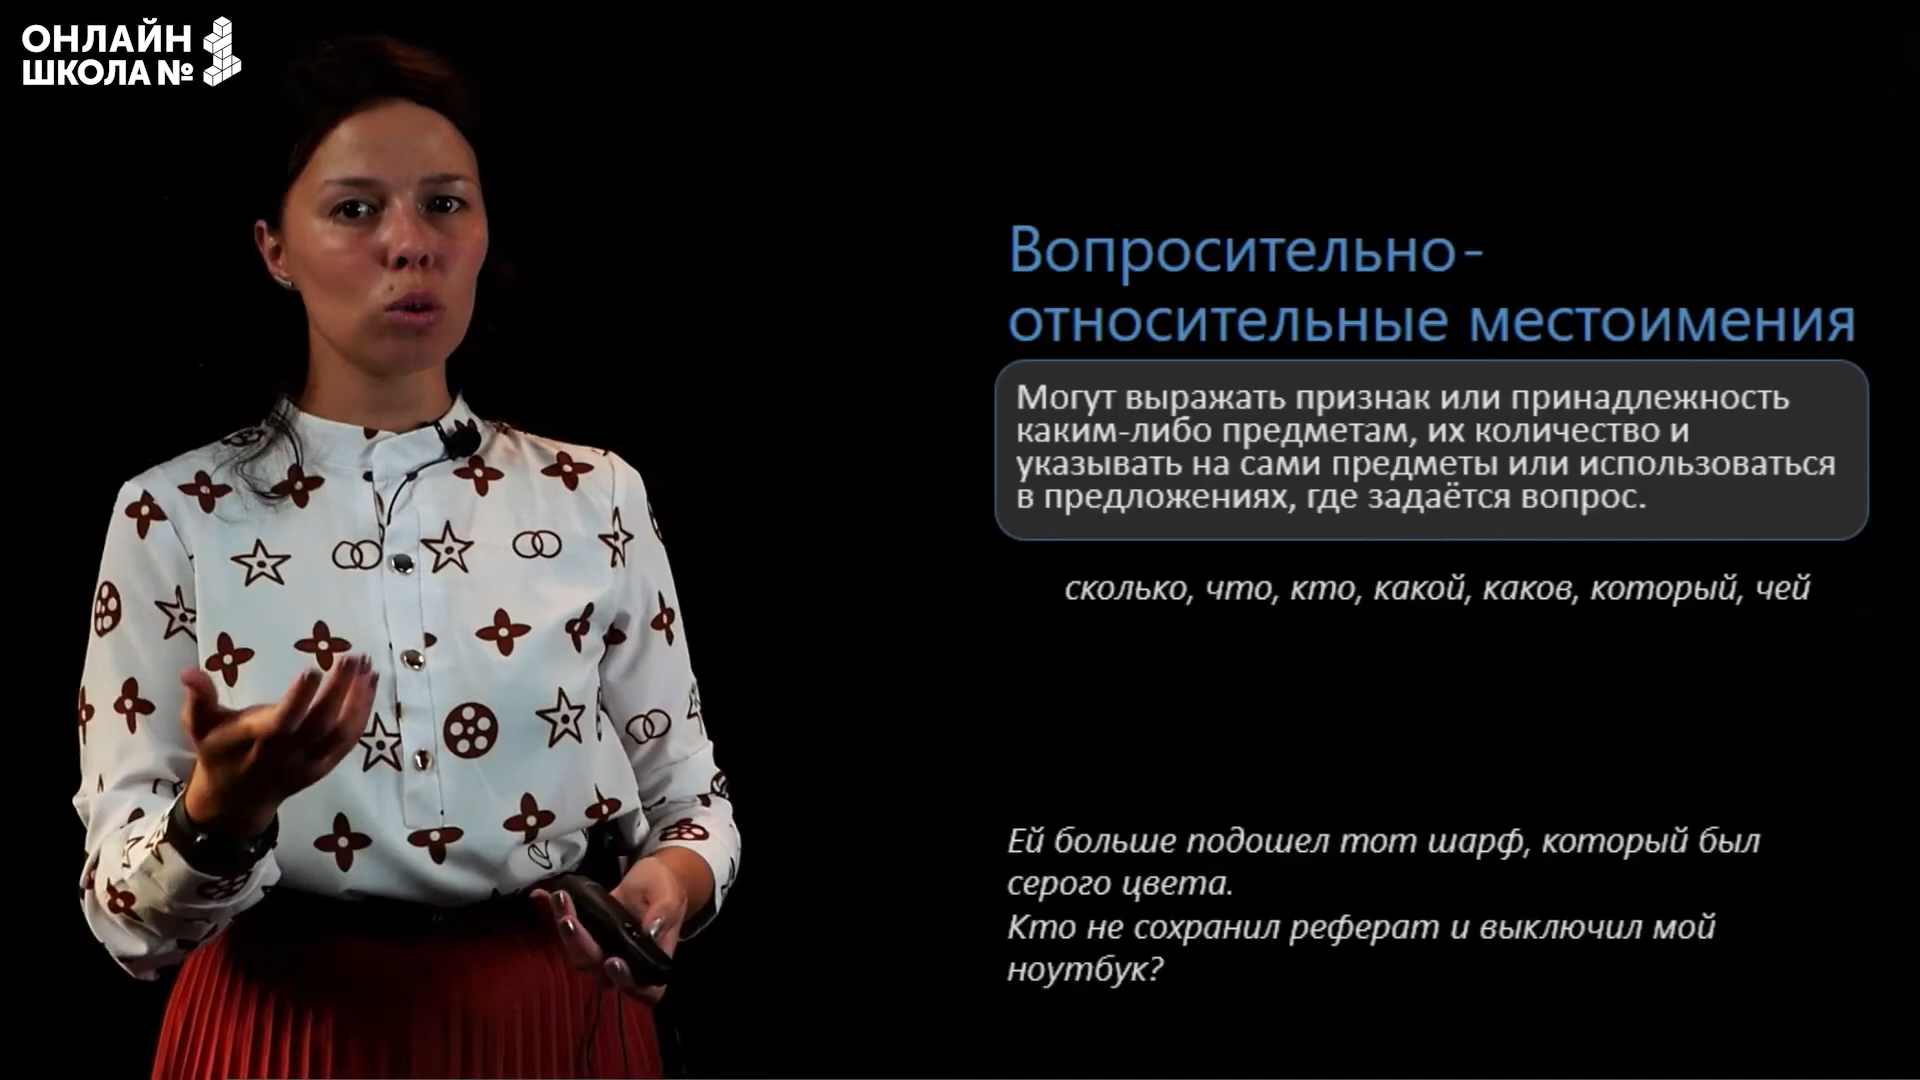 ОНЛАЙН
ШКОЛА №
Вопросительно-
относительные местоимения
Могут выражать признак или принадлежность
каким-либо предметам, их количество и
указывать на сами предметы или использоваться
в предложениях, где задаётся вопрос.
сколько, что, кто, какой, каков, который, чей
Ей больше подошел тот шарф, который был
серого цвета.
Кто не сохранил реферат и выключил мой
ноутбук?